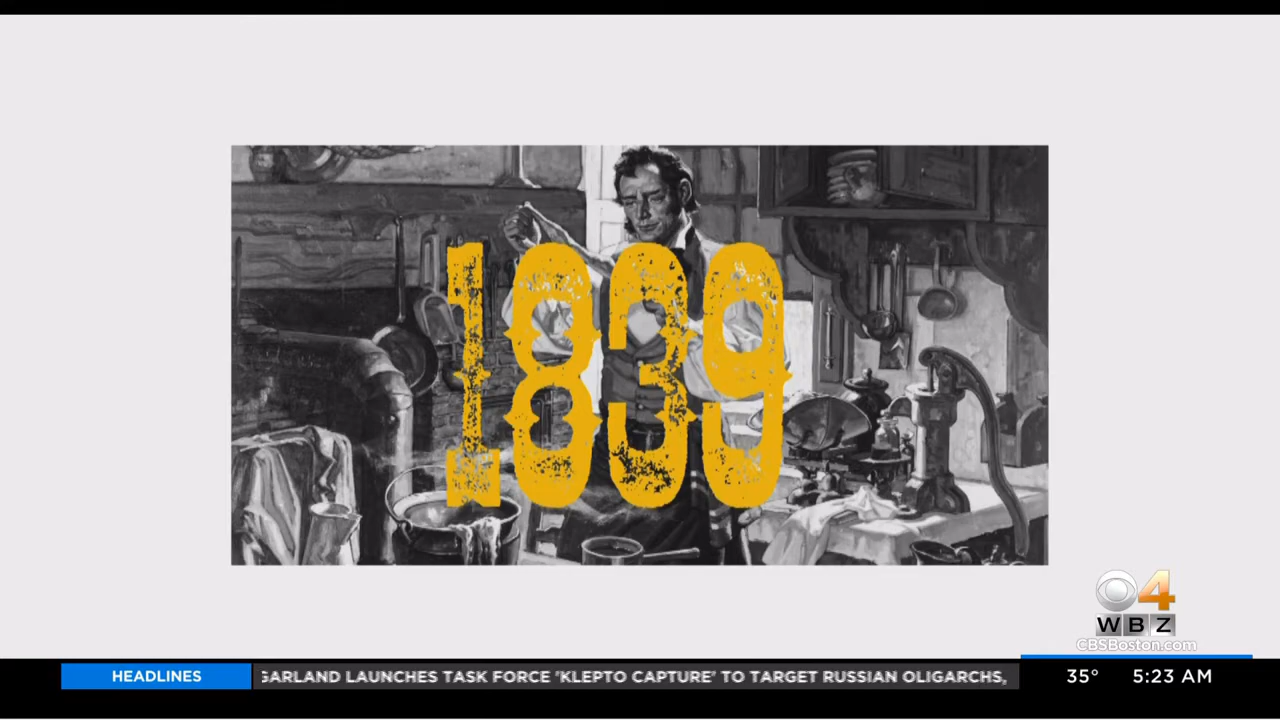 1839
4
WBZ
CBSBoston.com
HEADLINES
GARLAND LAUNCHES TASK FORCE 'KLEPTO CAPTURE' TO TARGET RUSSIAN OLIGARCHS,
35° 5:23 AM